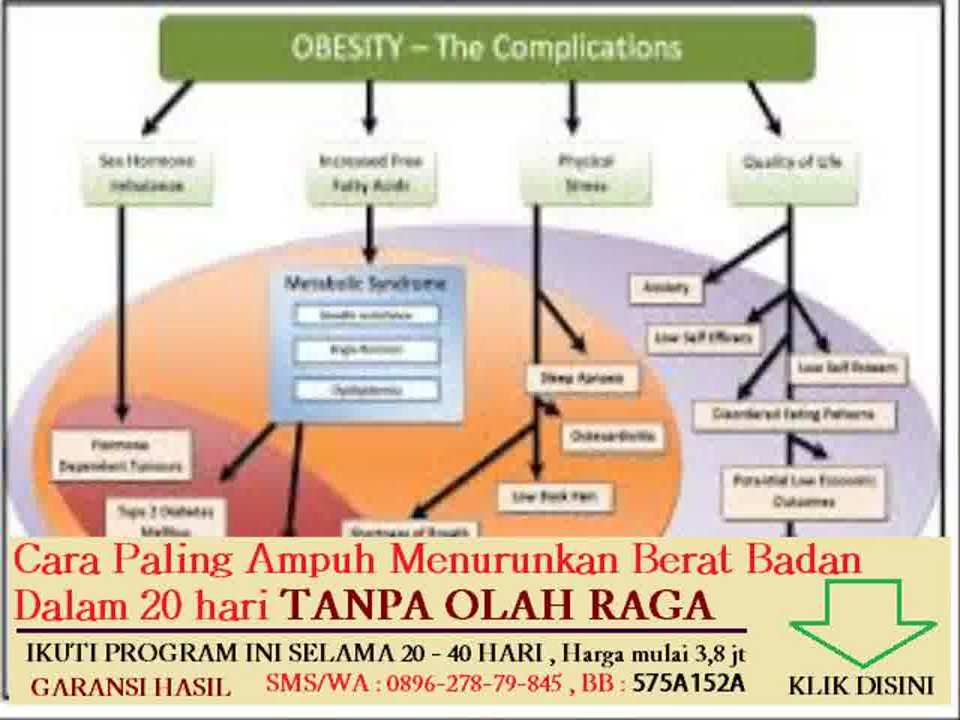 OBESITY – The Complications
Sex Hormone
Imbalance
Increased Free
Fatty Acids
Physical
Stress
Quality of Life
Metabolic Syndrome
Anxiety
Low Self Efficacy
Low Self Esteem
Sleep Apnoea
Disordered Eating Patterns
Osteoarthritis
Hormone
Dependent Tumours
Low Back Pain
Potential Low Economic
Outcomes
Type 2 Diabetes
Mellitus
Shortness of Breath
Cara Paling Ampuh Menurunkan Berat Badan
Dalam 20 hari TANPA OLAH RAGA
IKUTI PROGRAM INI SELAMA 20 - 40 HARI , Harga mulai 3,8 jt
GARANSI HASIL SMS/WA : 0896-278-79-845 , BB : 575A152A
KLIK DISINI